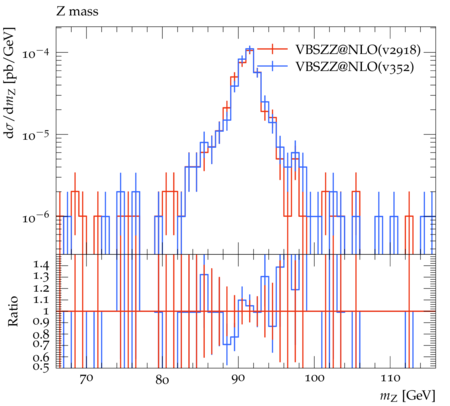 Z mass
dσ/dm_Z [pb/GeV]
10⁻⁴
10⁻⁵
10⁻⁶
VBSZZ@NLO(v2918)
VBSZZ@NLO(v352)
Ratio
1.4
1.3
1.2
1.1
1
0.9
0.8
0.7
0.6
0.5
70 80 90 100 110
m_Z [GeV]